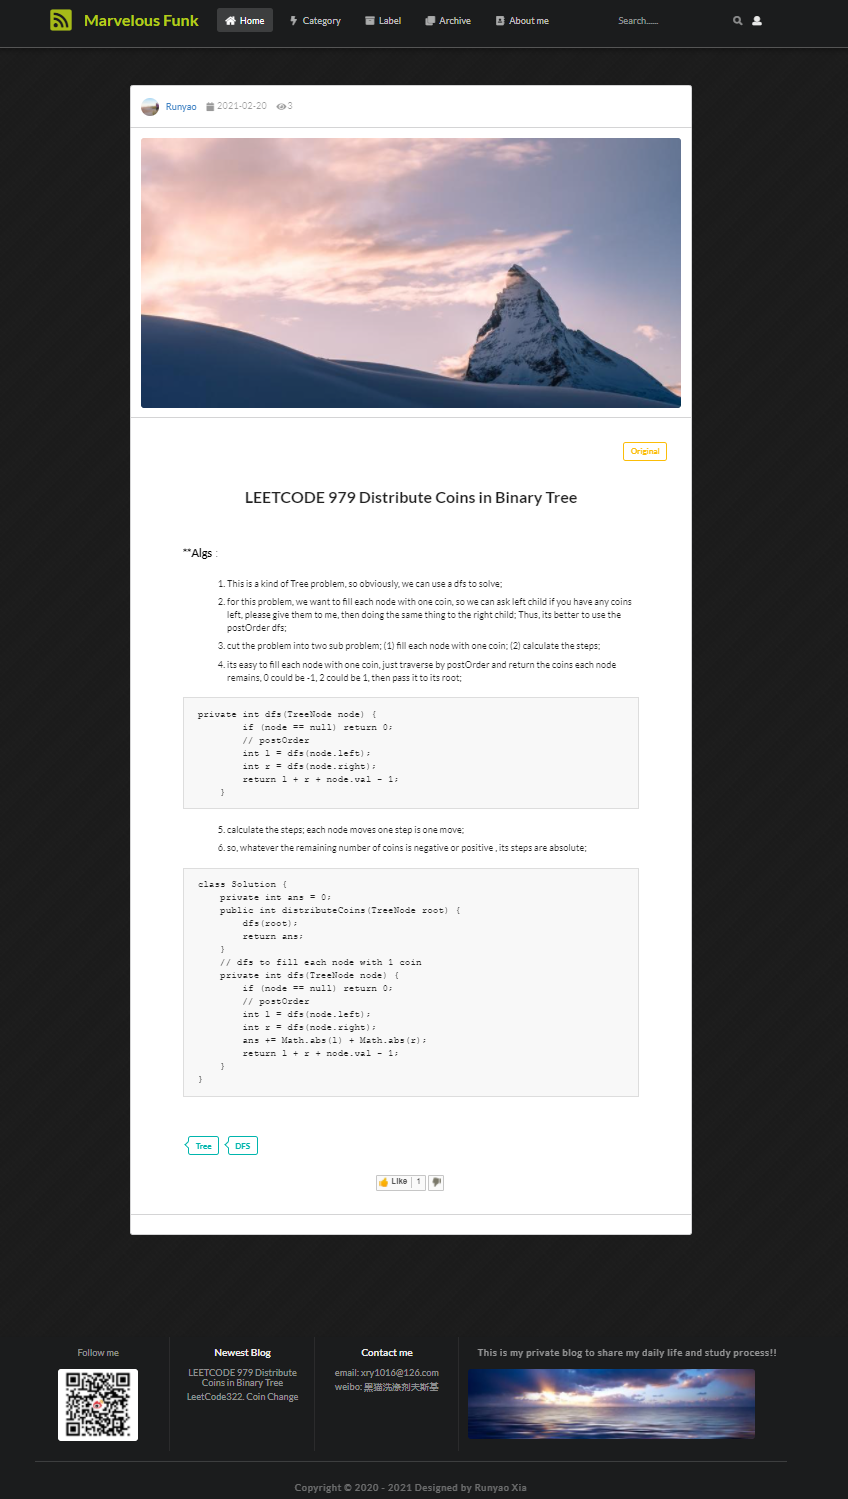 Marvelous Funk Home Category Label Archive About me Search......
Runyao 2021-02-20 3
Original
LEETCODE 979 Distribute Coins in Binary Tree
**Algs :
1. This is a kind of Tree problem, so obviously, we can use a dfs to solve;
2. for this problem, we want to fill each node with one coin, so we can ask left child if you have any coins
left, please give them to me, then doing the same thing to the right child; Thus, its better to use the
postOrder dfs;
3. cut the problem into two sub problem; (1) fill each node with one coin; (2) calculate the steps;
4. its easy to fill each node with one coin, just traverse by postOrder and return the coins each node
remains, 0 could be -1, 2 could be 1, then pass it to its root;
private int dfs(TreeNode node) {
if (node == null) return 0;
// postOrder
int l = dfs(node.left);
int r = dfs(node.right);
return l + r + node.val - 1;
}
5. calculate the steps; each node moves one step is one move;
6. so, whatever the remaining number of coins is negative or positive , its steps are absolute;
class Solution {
private int ans = 0;
public int distributeCoins(TreeNode root) {
dfs(root);
return ans;
}
// dfs to fill each node with 1 coin
private int dfs(TreeNode node) {
if (node == null) return 0;
// postOrder
int l = dfs(node.left);
int r = dfs(node.right);
ans += Math.abs(l) + Math.abs(r);
return l + r + node.val - 1;
}
}
Tree DFS
Like 1
Follow me
Newest Blog
LEETCODE 979 Distribute
Coins in Binary Tree
LeetCode322. Coin Change
Contact me
email: xry1016@126.com
weibo: 黑猫洗涤剂夫斯基
This is my private blog to share my daily life and study process!!
Copyright © 2020 - 2021 Designed by Runyao Xia